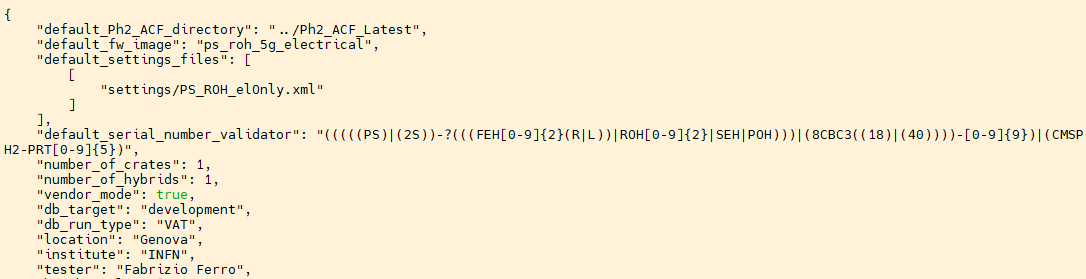 {
    "default_Ph2_ACF_directory": "../Ph2_ACF_Latest",
    "default_fw_image": "ps_roh_5g_electrical",
    "default_settings_files": [
        [
            "settings/PS_ROH_elOnly.xml"
        ]
    ],
    "default_serial_number_validator": "(((((PS)|(2S))-?(((FEH[0-9]{2}(R|L))|ROH[0-9]{2}|SEH|POH)))|(8CBC3((18)|(40))))-[0-9]{9})|(CMSP
H2-PRT[0-9]{5})",
    "number_of_crates": 1,
    "number_of_hybrids": 1,
    "vendor_mode": true,
    "db_target": "development",
    "db_run_type": "VAT",
    "location": "Genova",
    "institute": "INFN",
    "tester": "Fabrizio Ferro",